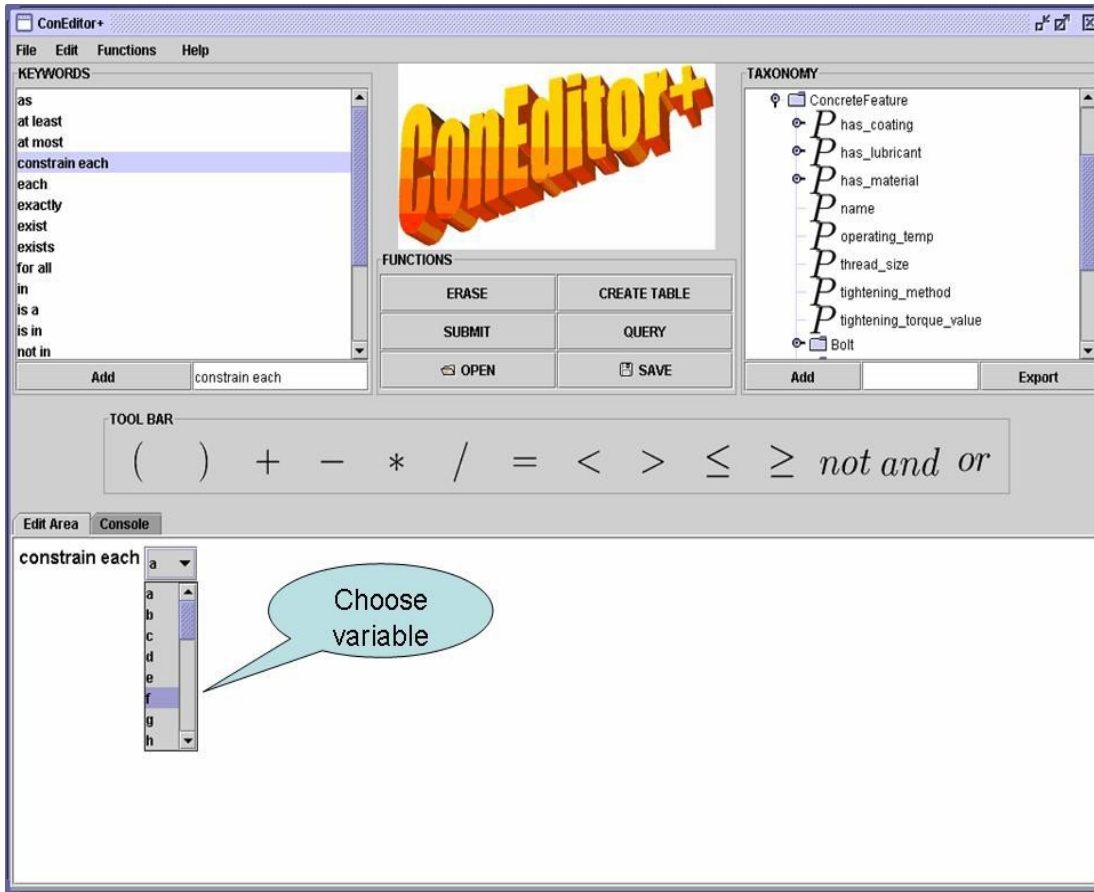 ConEditor+
File Edit Functions Help
KEYWORDS
as
at least
at most
constrain each
each
exactly
exist
exists
for all
in
is a
is in
not in
Add constrain each
ConEditor+
FUNCTIONS
ERASE CREATE TABLE
SUBMIT QUERY
OPEN SAVE
TAXONOMY
ConcreteFeature
P has_coating
P has_lubricant
P has_material
P name
P operating_temp
P thread_size
P tightening_method
P tightening_torque_value
Bolt
Add Export
TOOL BAR
( ) + − * / = < > ≤ ≥ not and or
Edit Area Console
constrain each a
a
b
c
d
e
f
g
h
Choose
variable